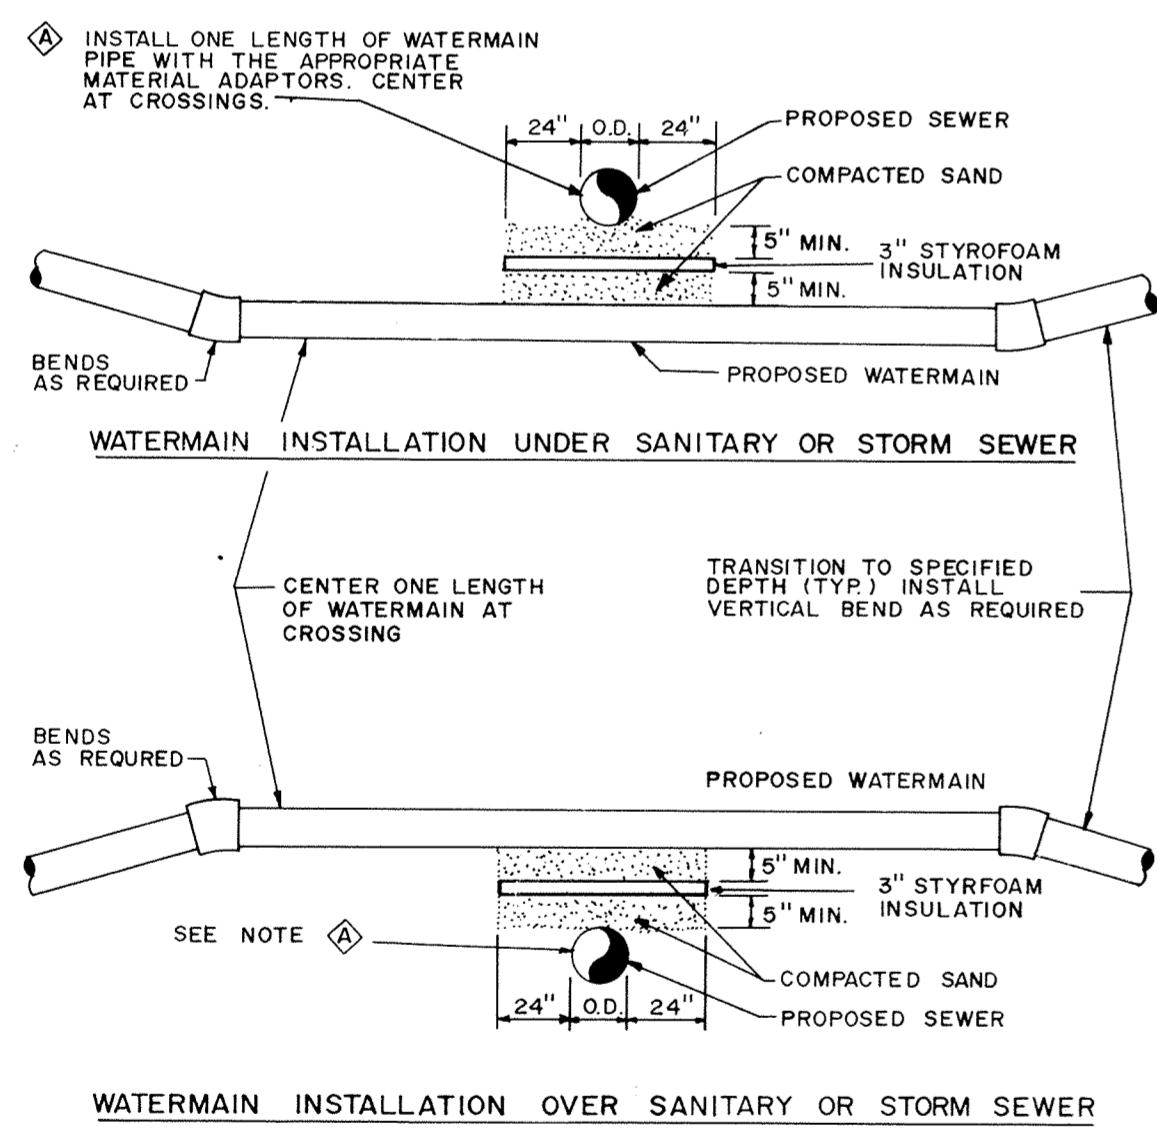 A
INSTALL ONE LENGTH OF WATERMAIN
PIPE WITH THE APPROPRIATE
MATERIAL ADAPTORS. CENTER
AT CROSSINGS.
24" O.D. 24"
PROPOSED SEWER
COMPACTED SAND
5" MIN.
3" STYROFOAM
INSULATION
5" MIN.
BENDS
AS REQUIRED
PROPOSED WATERMAIN
WATERMAIN INSTALLATION UNDER SANITARY OR STORM SEWER
CENTER ONE LENGTH
OF WATERMAIN AT
CROSSING
TRANSITION TO SPECIFIED
DEPTH (TYP.) INSTALL
VERTICAL BEND AS REQUIRED
BENDS
AS REQURED
PROPOSED WATERMAIN
5" MIN.
3" STYRFOAM
INSULATION
5" MIN.
SEE NOTE A
COMPACTED SAND
24" O.D. 24"
PROPOSED SEWER
WATERMAIN INSTALLATION OVER SANITARY OR STORM SEWER